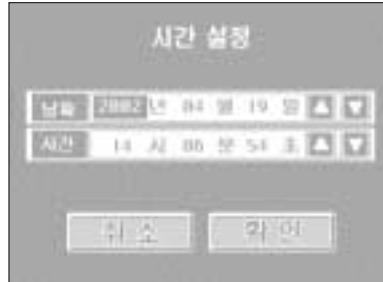 시간 설정
날짜 2002 년 04 월 19 일 ▲ ▼
시간 14 시 06 분 54 초 ▲ ▼
취소 확인